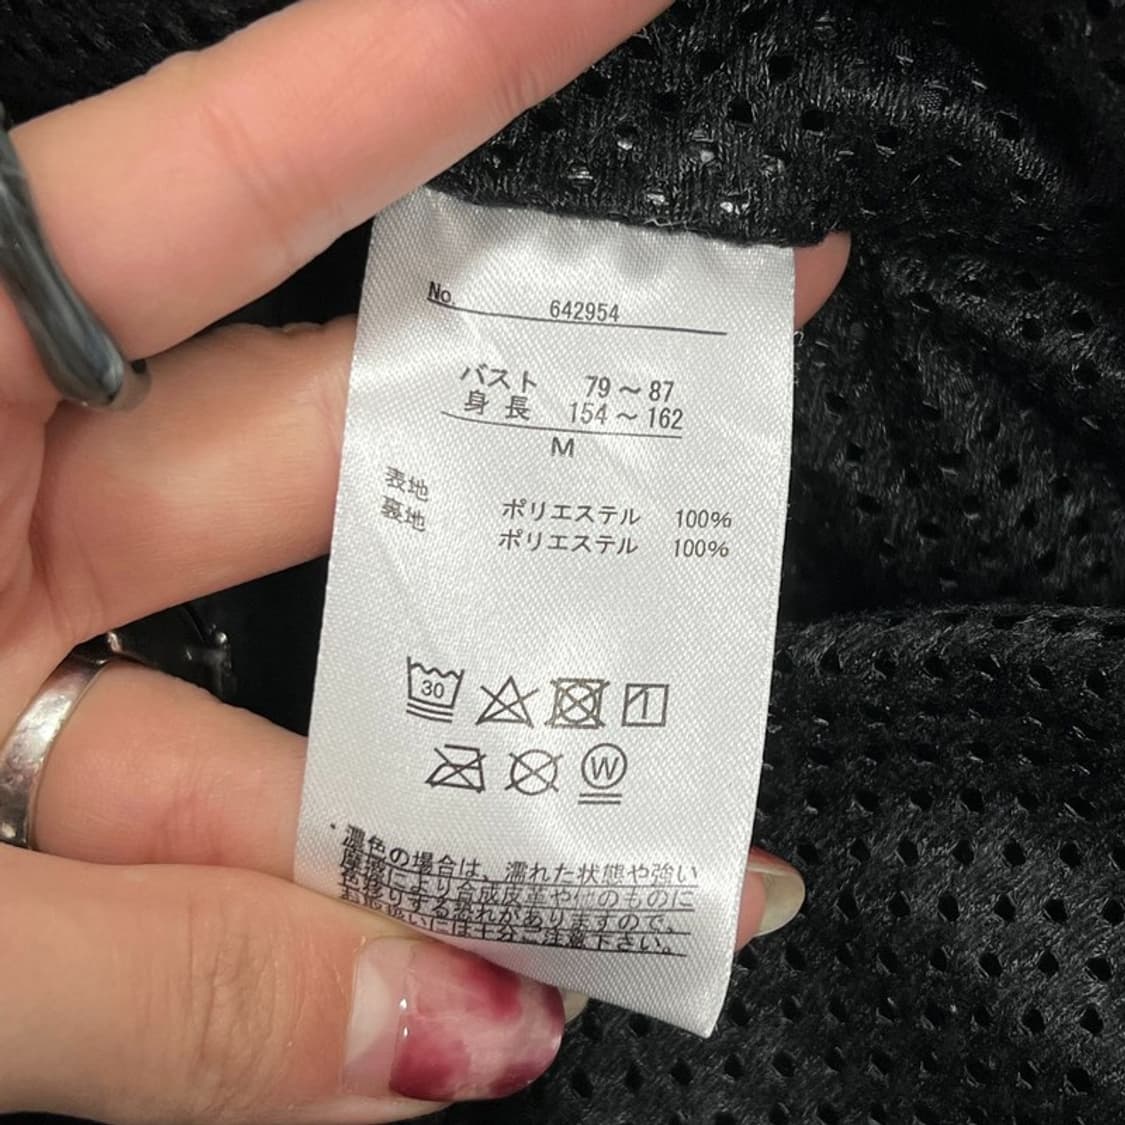 No. 642954
バスト 79～87
身長 154～162
M
表地 ポリエステル 100%
裏地 ポリエステル 100%
30
W
・濃色の場合は、濡れた状態や強い
摩擦により合成皮革や他のものに
色移りする恐れがありますので、
お取扱いには十分ご注意下さい。